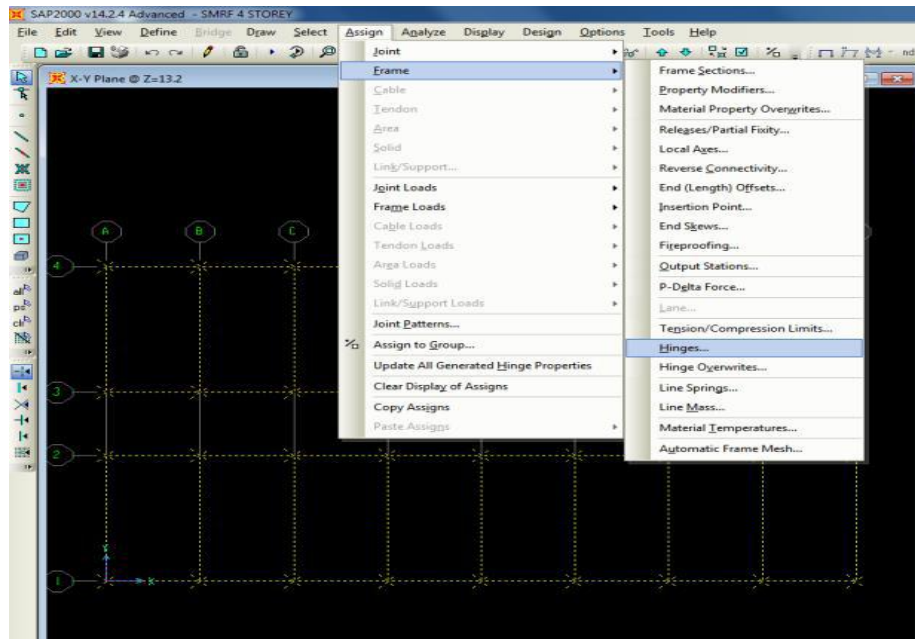 SAP2000 v14.2.4 Advanced - SMRF 4 STOREY
File Edit View Define Bridge Draw Select Assign Analyze Display Design Options Tools Help
nd
X-Y Plane @ Z=13.2
Joint
Frame
Cable
Tendon
Area
Solid
Link/Support...
Joint Loads
Frame Loads
Cable Loads
Tendon Loads
Area Loads
Solid Loads
Link/Support Loads
Joint Patterns...
Assign to Group...
Update All Generated Hinge Properties
Clear Display of Assigns
Copy Assigns
Paste Assigns
Frame Sections...
Property Modifiers...
Material Property Overwrites...
Releases/Partial Fixity...
Local Axes...
Reverse Connectivity...
End (Length) Offsets...
Insertion Point...
End Skews...
Fireproofing...
Output Stations...
P-Delta Force...
Lane...
Tension/Compression Limits...
Hinges...
Hinge Overwrites...
Line Springs...
Line Mass...
Material Temperatures...
Automatic Frame Mesh...
A B C
4
3
2
1
Y
X
all
ps
clr